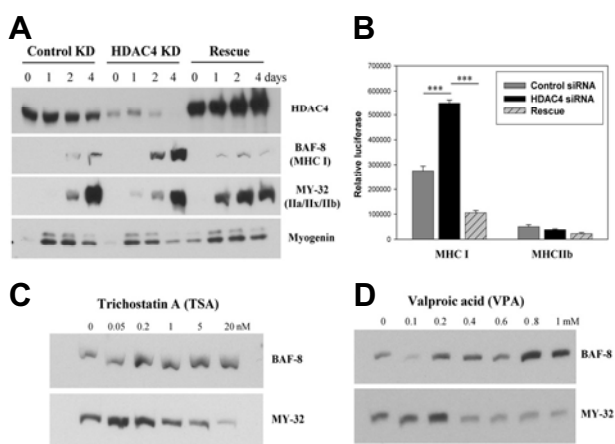 A
Control KD HDAC4 KD Rescue
0 1 2 4 0 1 2 4 0 1 2 4 days
HDAC4
BAF-8
(MHC I)
MY-32
(IIa/IIx/IIb)
Myogenin
B
700000
600000
500000
400000
300000
200000
100000
0
Relative luciferase
*** ***
Control siRNA
HDAC4 siRNA
Rescue
MHC I MHCIIb
C
Trichostatin A (TSA)
0 0.05 0.2 1 5 20 nM
BAF-8
MY-32
D
Valproic acid (VPA)
0 0.1 0.2 0.4 0.6 0.8 1 mM
BAF-8
MY-32